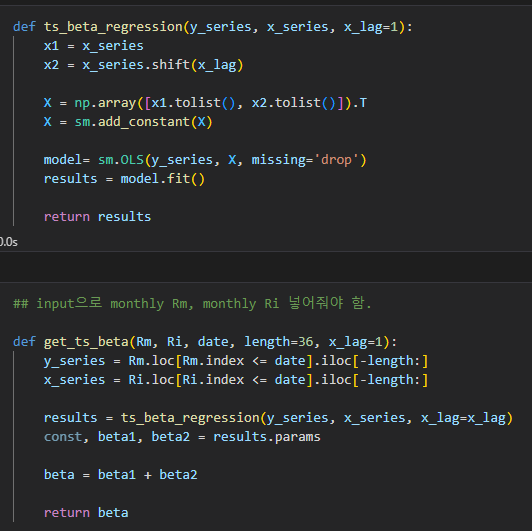 def ts_beta_regression(y_series, x_series, x_lag=1):
    x1 = x_series
    x2 = x_series.shift(x_lag)

    X = np.array([x1.tolist(), x2.tolist()]).T
    X = sm.add_constant(X)

    model= sm.OLS(y_series, X, missing='drop')
    results = model.fit()

    return results
0.0s
## input으로 monthly Rm, monthly Ri 넣어줘야 함.

def get_ts_beta(Rm, Ri, date, length=36, x_lag=1):
    y_series = Rm.loc[Rm.index <= date].iloc[-length:]
    x_series = Ri.loc[Ri.index <= date].iloc[-length:]

    results = ts_beta_regression(y_series, x_series, x_lag=x_lag)
    const, beta1, beta2 = results.params

    beta = beta1 + beta2

    return beta